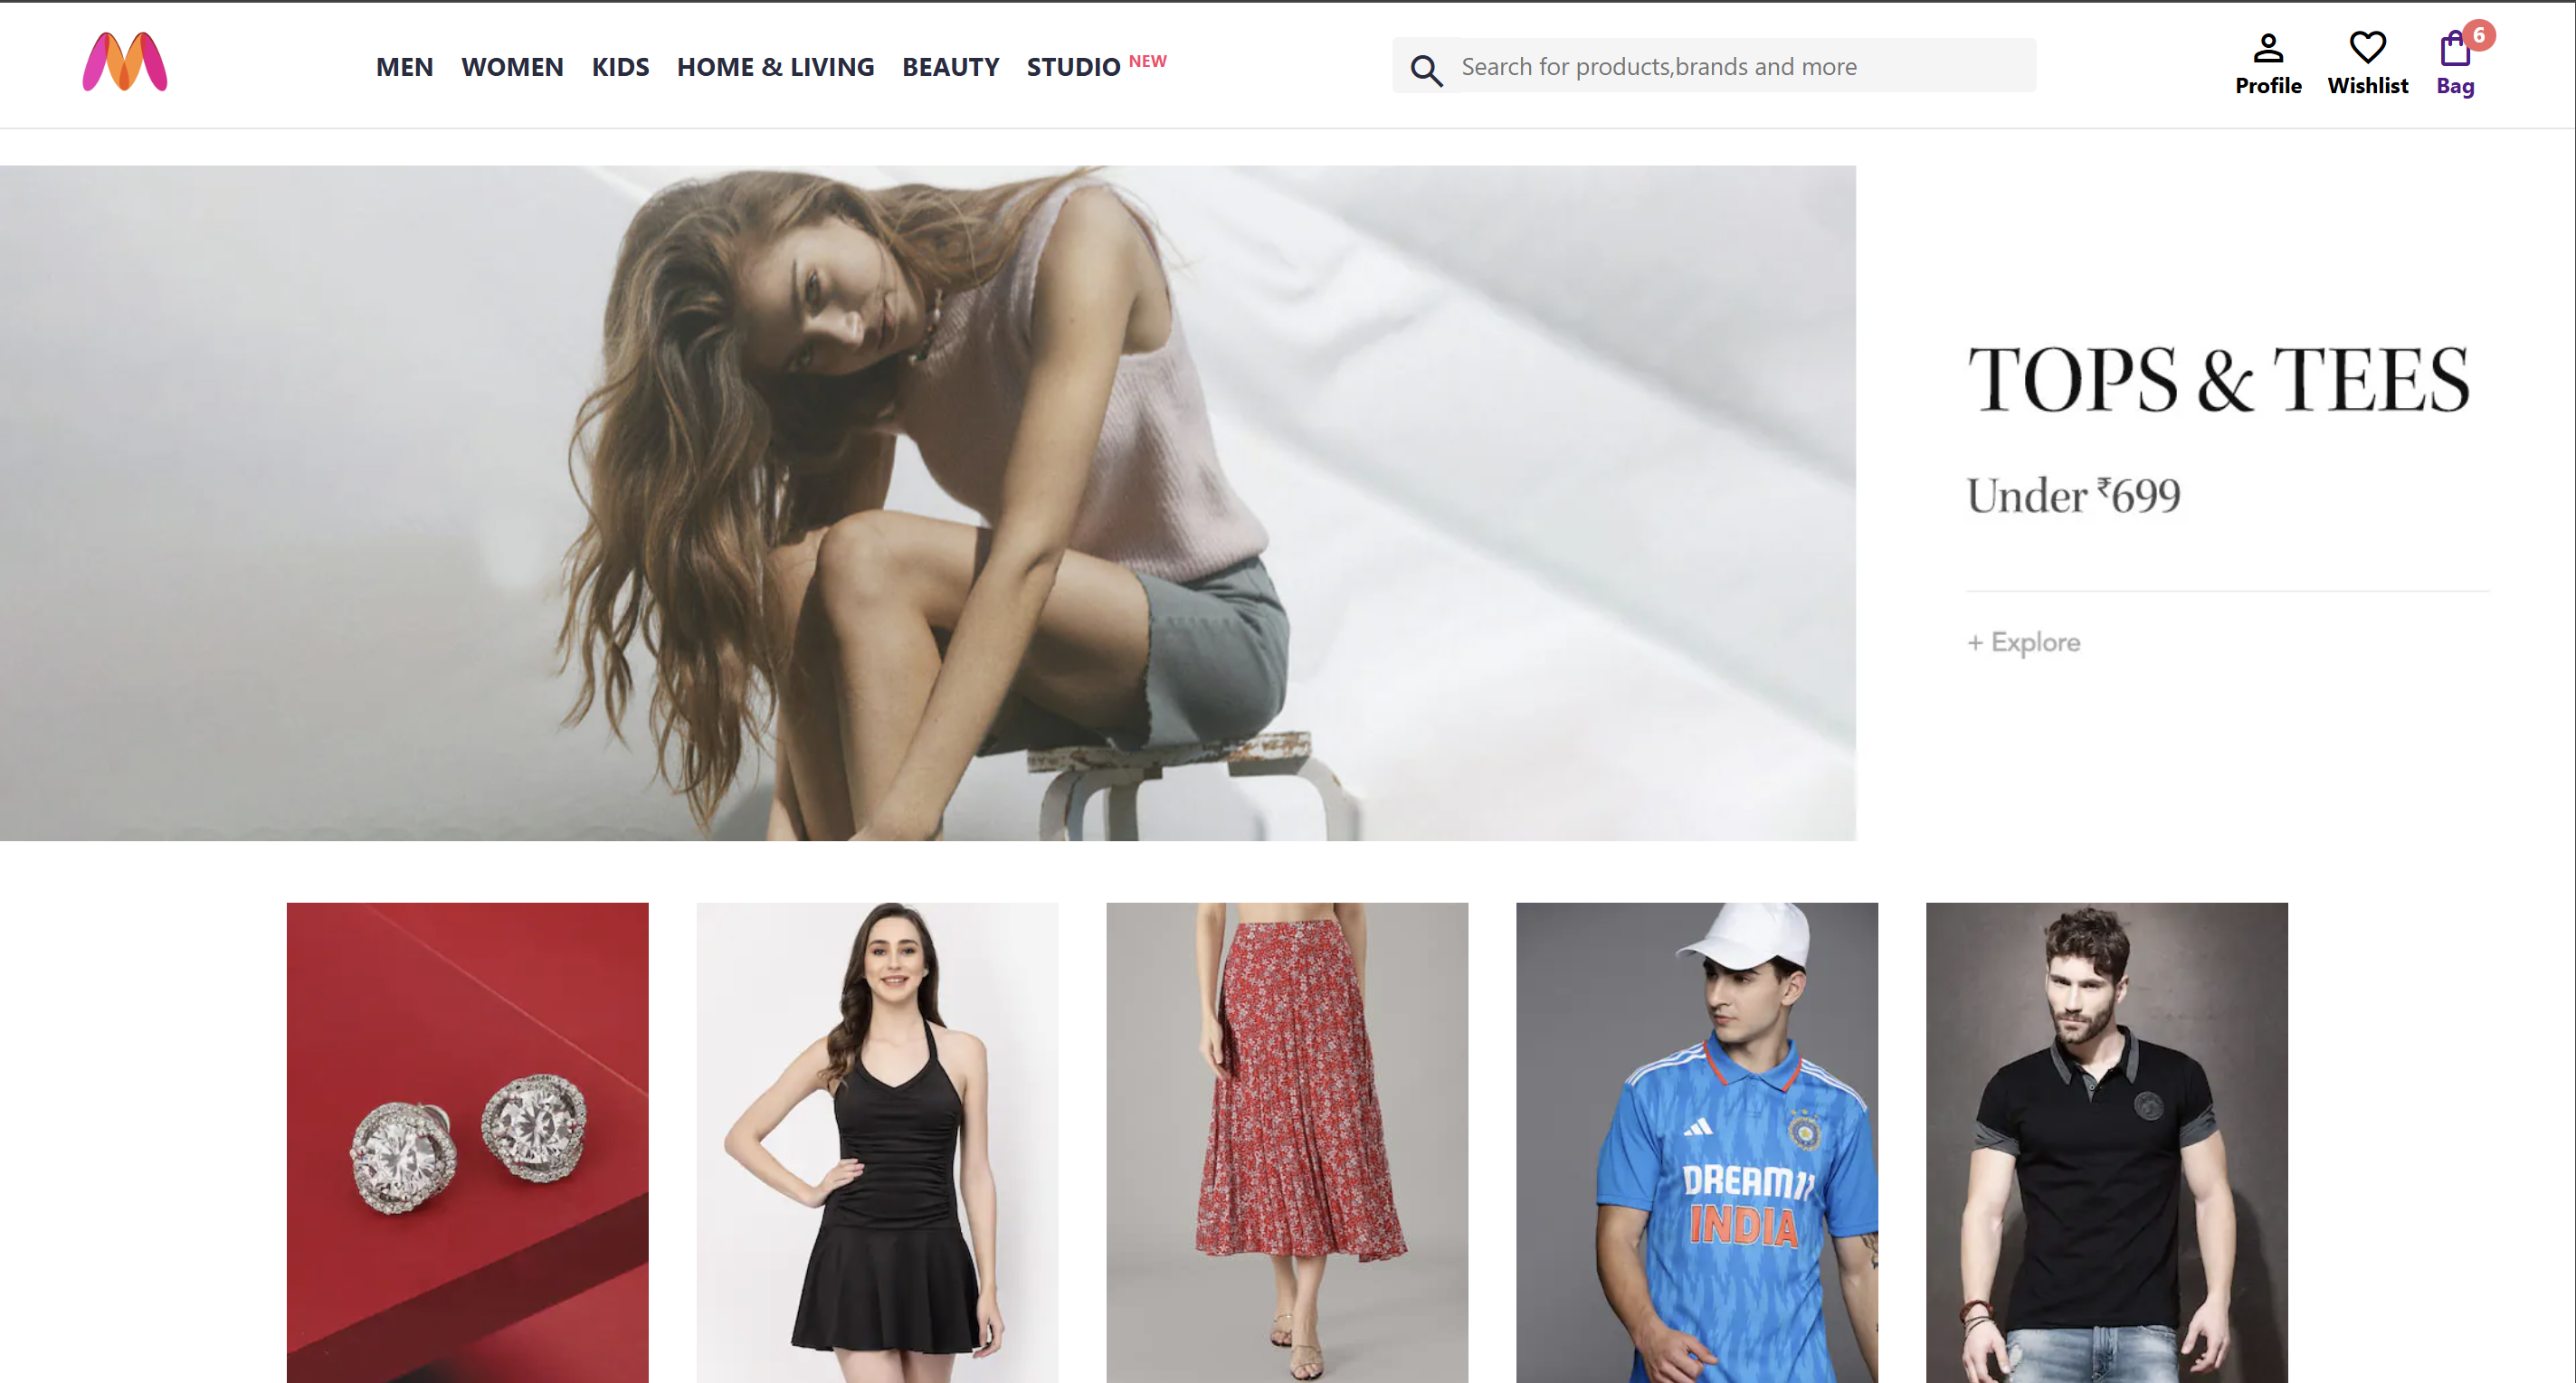 MEN WOMEN KIDS HOME & LIVING BEAUTY STUDIO NEW
Search for products,brands and more
6
Profile Wishlist Bag
TOPS & TEES
Under ₹699
+ Explore
DREAM11
INDIA